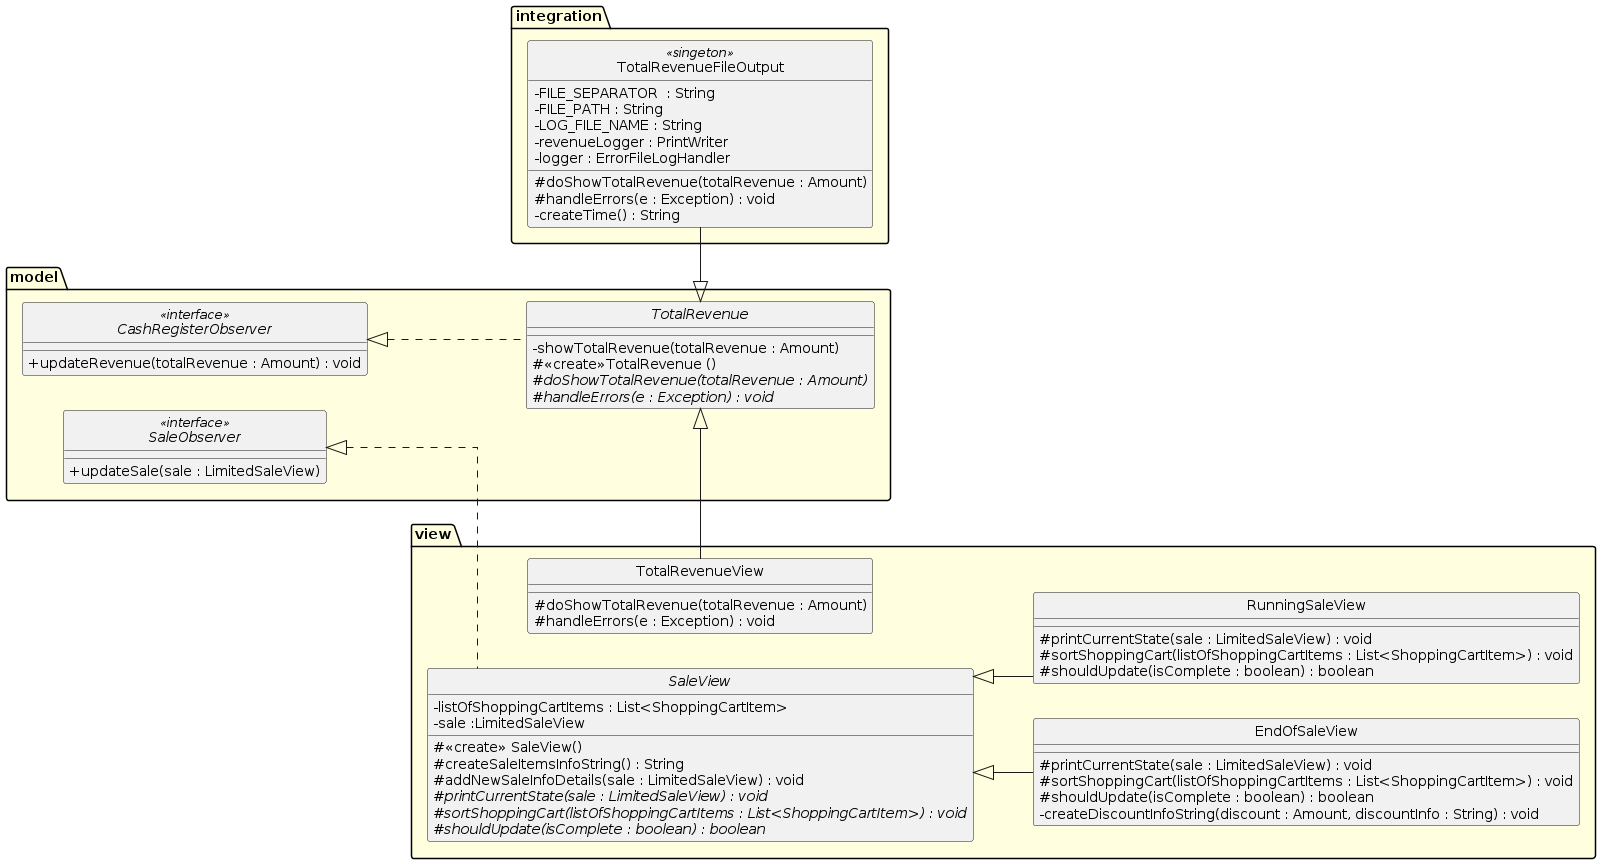 integration
«singeton»
TotalRevenueFileOutput
-FILE_SEPARATOR  : String
-FILE_PATH : String
-LOG_FILE_NAME : String
-revenueLogger : PrintWriter
-logger : ErrorFileLogHandler
#doShowTotalRevenue(totalRevenue : Amount)
#handleErrors(e : Exception) : void
-createTime() : String
model
«interface»
CashRegisterObserver
+updateRevenue(totalRevenue : Amount) : void
TotalRevenue
-showTotalRevenue(totalRevenue : Amount)
#«create»TotalRevenue ()
#doShowTotalRevenue(totalRevenue : Amount)
#handleErrors(e : Exception) : void
«interface»
SaleObserver
+updateSale(sale : LimitedSaleView)
view
TotalRevenueView
#doShowTotalRevenue(totalRevenue : Amount)
#handleErrors(e : Exception) : void
RunningSaleView
#printCurrentState(sale : LimitedSaleView) : void
#sortShoppingCart(listOfShoppingCartItems : List<ShoppingCartItem>) : void
#shouldUpdate(isComplete : boolean) : boolean
SaleView
-listOfShoppingCartItems : List<ShoppingCartItem>
-sale :LimitedSaleView
#«create» SaleView()
#createSaleItemsInfoString() : String
#addNewSaleInfoDetails(sale : LimitedSaleView) : void
#printCurrentState(sale : LimitedSaleView) : void
#sortShoppingCart(listOfShoppingCartItems : List<ShoppingCartItem>) : void
#shouldUpdate(isComplete : boolean) : boolean
EndOfSaleView
#printCurrentState(sale : LimitedSaleView) : void
#sortShoppingCart(listOfShoppingCartItems : List<ShoppingCartItem>) : void
#shouldUpdate(isComplete : boolean) : boolean
-createDiscountInfoString(discount : Amount, discountInfo : String) : void